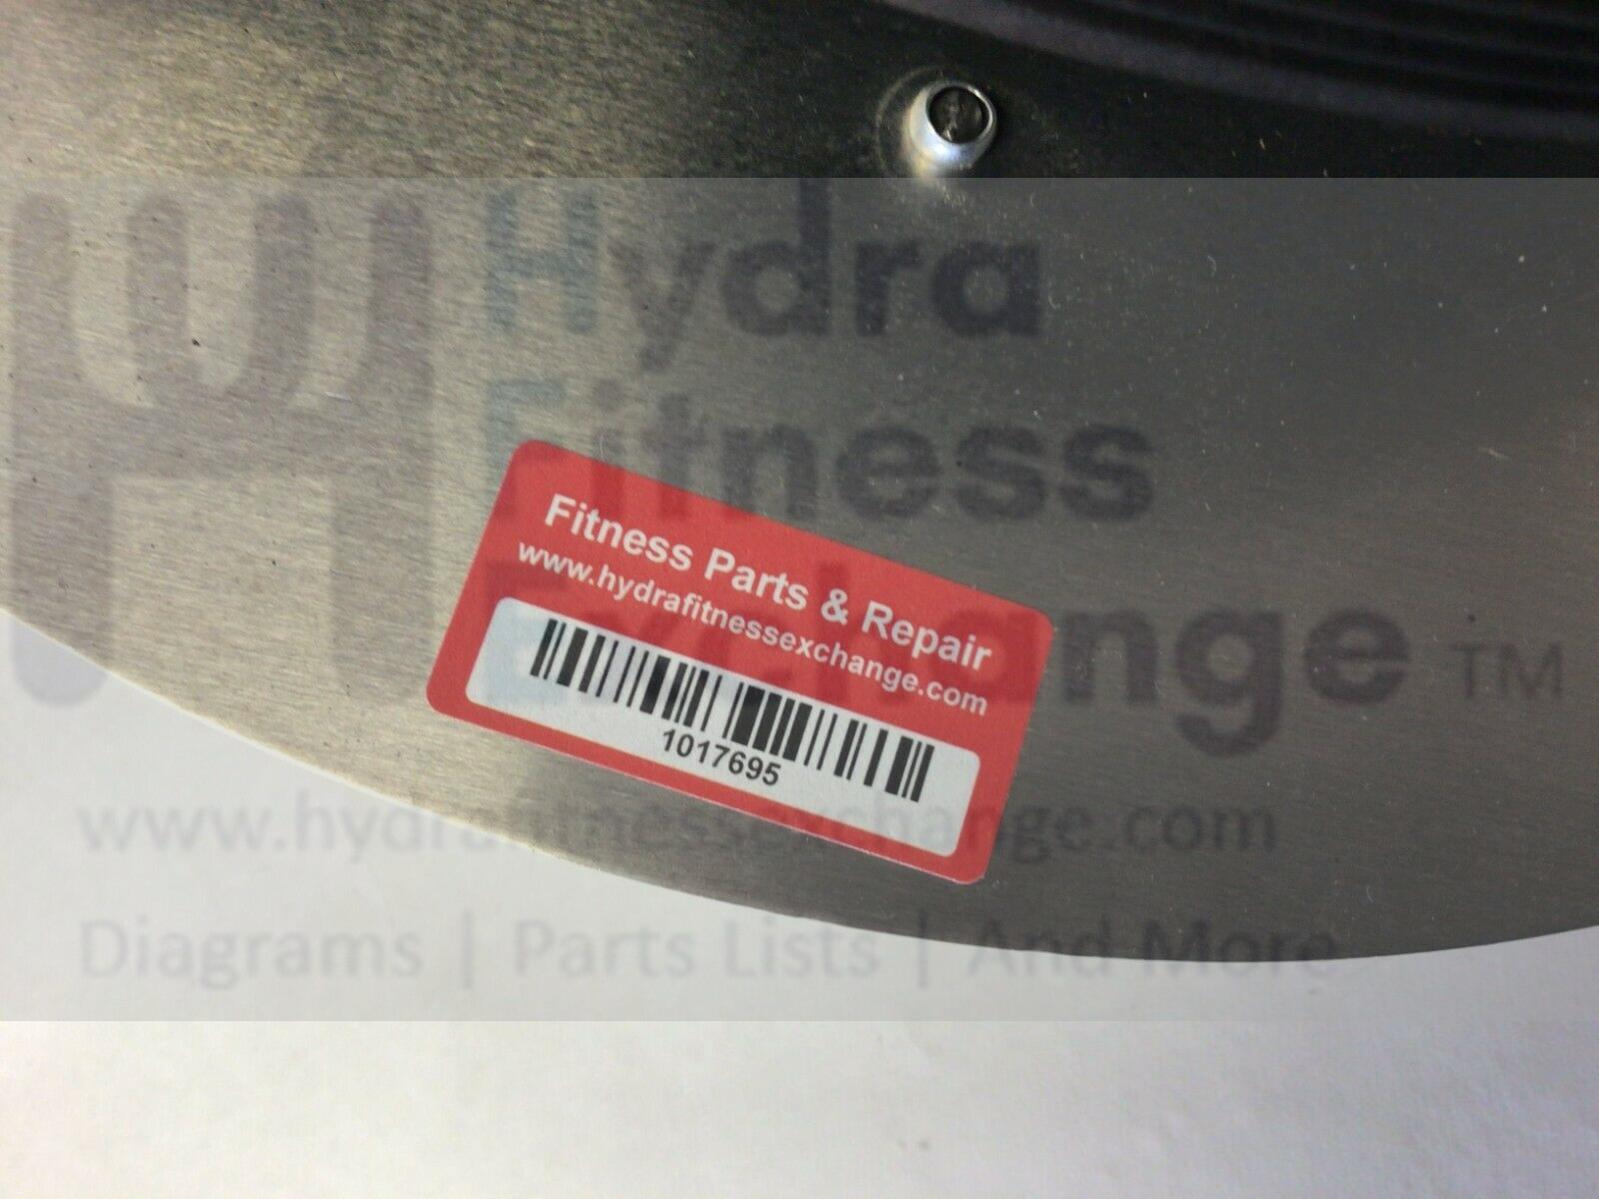 Hydra
Fitness
Exchange TM
Fitness Parts & Repair
www.hydrafitnessexchange.com
1017695
www.hydrafitnessexchange.com
Diagrams | Parts Lists | And More